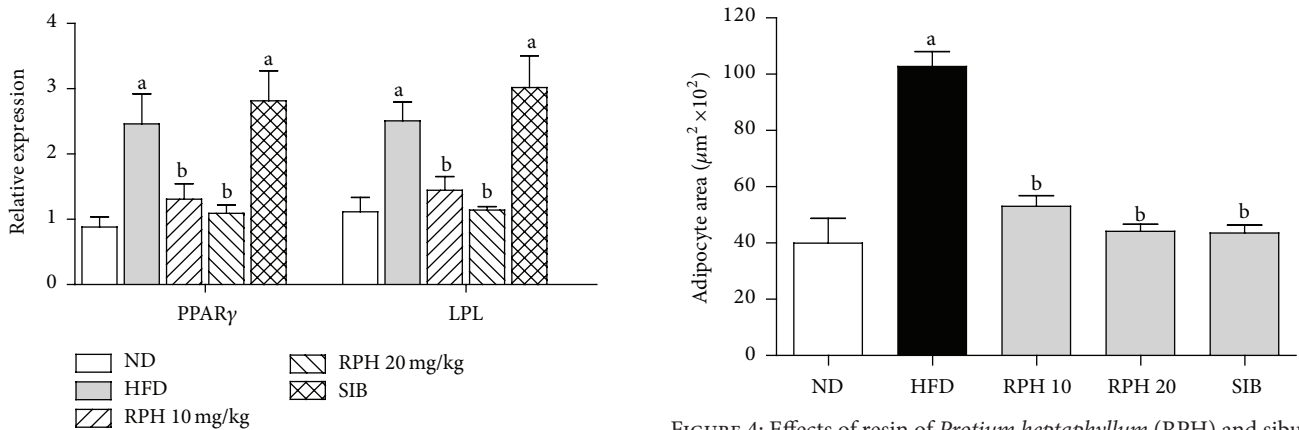 4
3
2
1
0
Relative expression
a
b
b
a
a
b
b
a
PPARγ
LPL
ND
HFD
RPH 10 mg/kg
RPH 20 mg/kg
SIB
120
100
80
60
40
20
0
Adipocyte area (μm² ×10²)
a
b
b
b
ND
HFD
RPH 10
RPH 20
SIB
FIGURE 4: Effects of resin of Protium heptaphyllum (RPH) and sibu